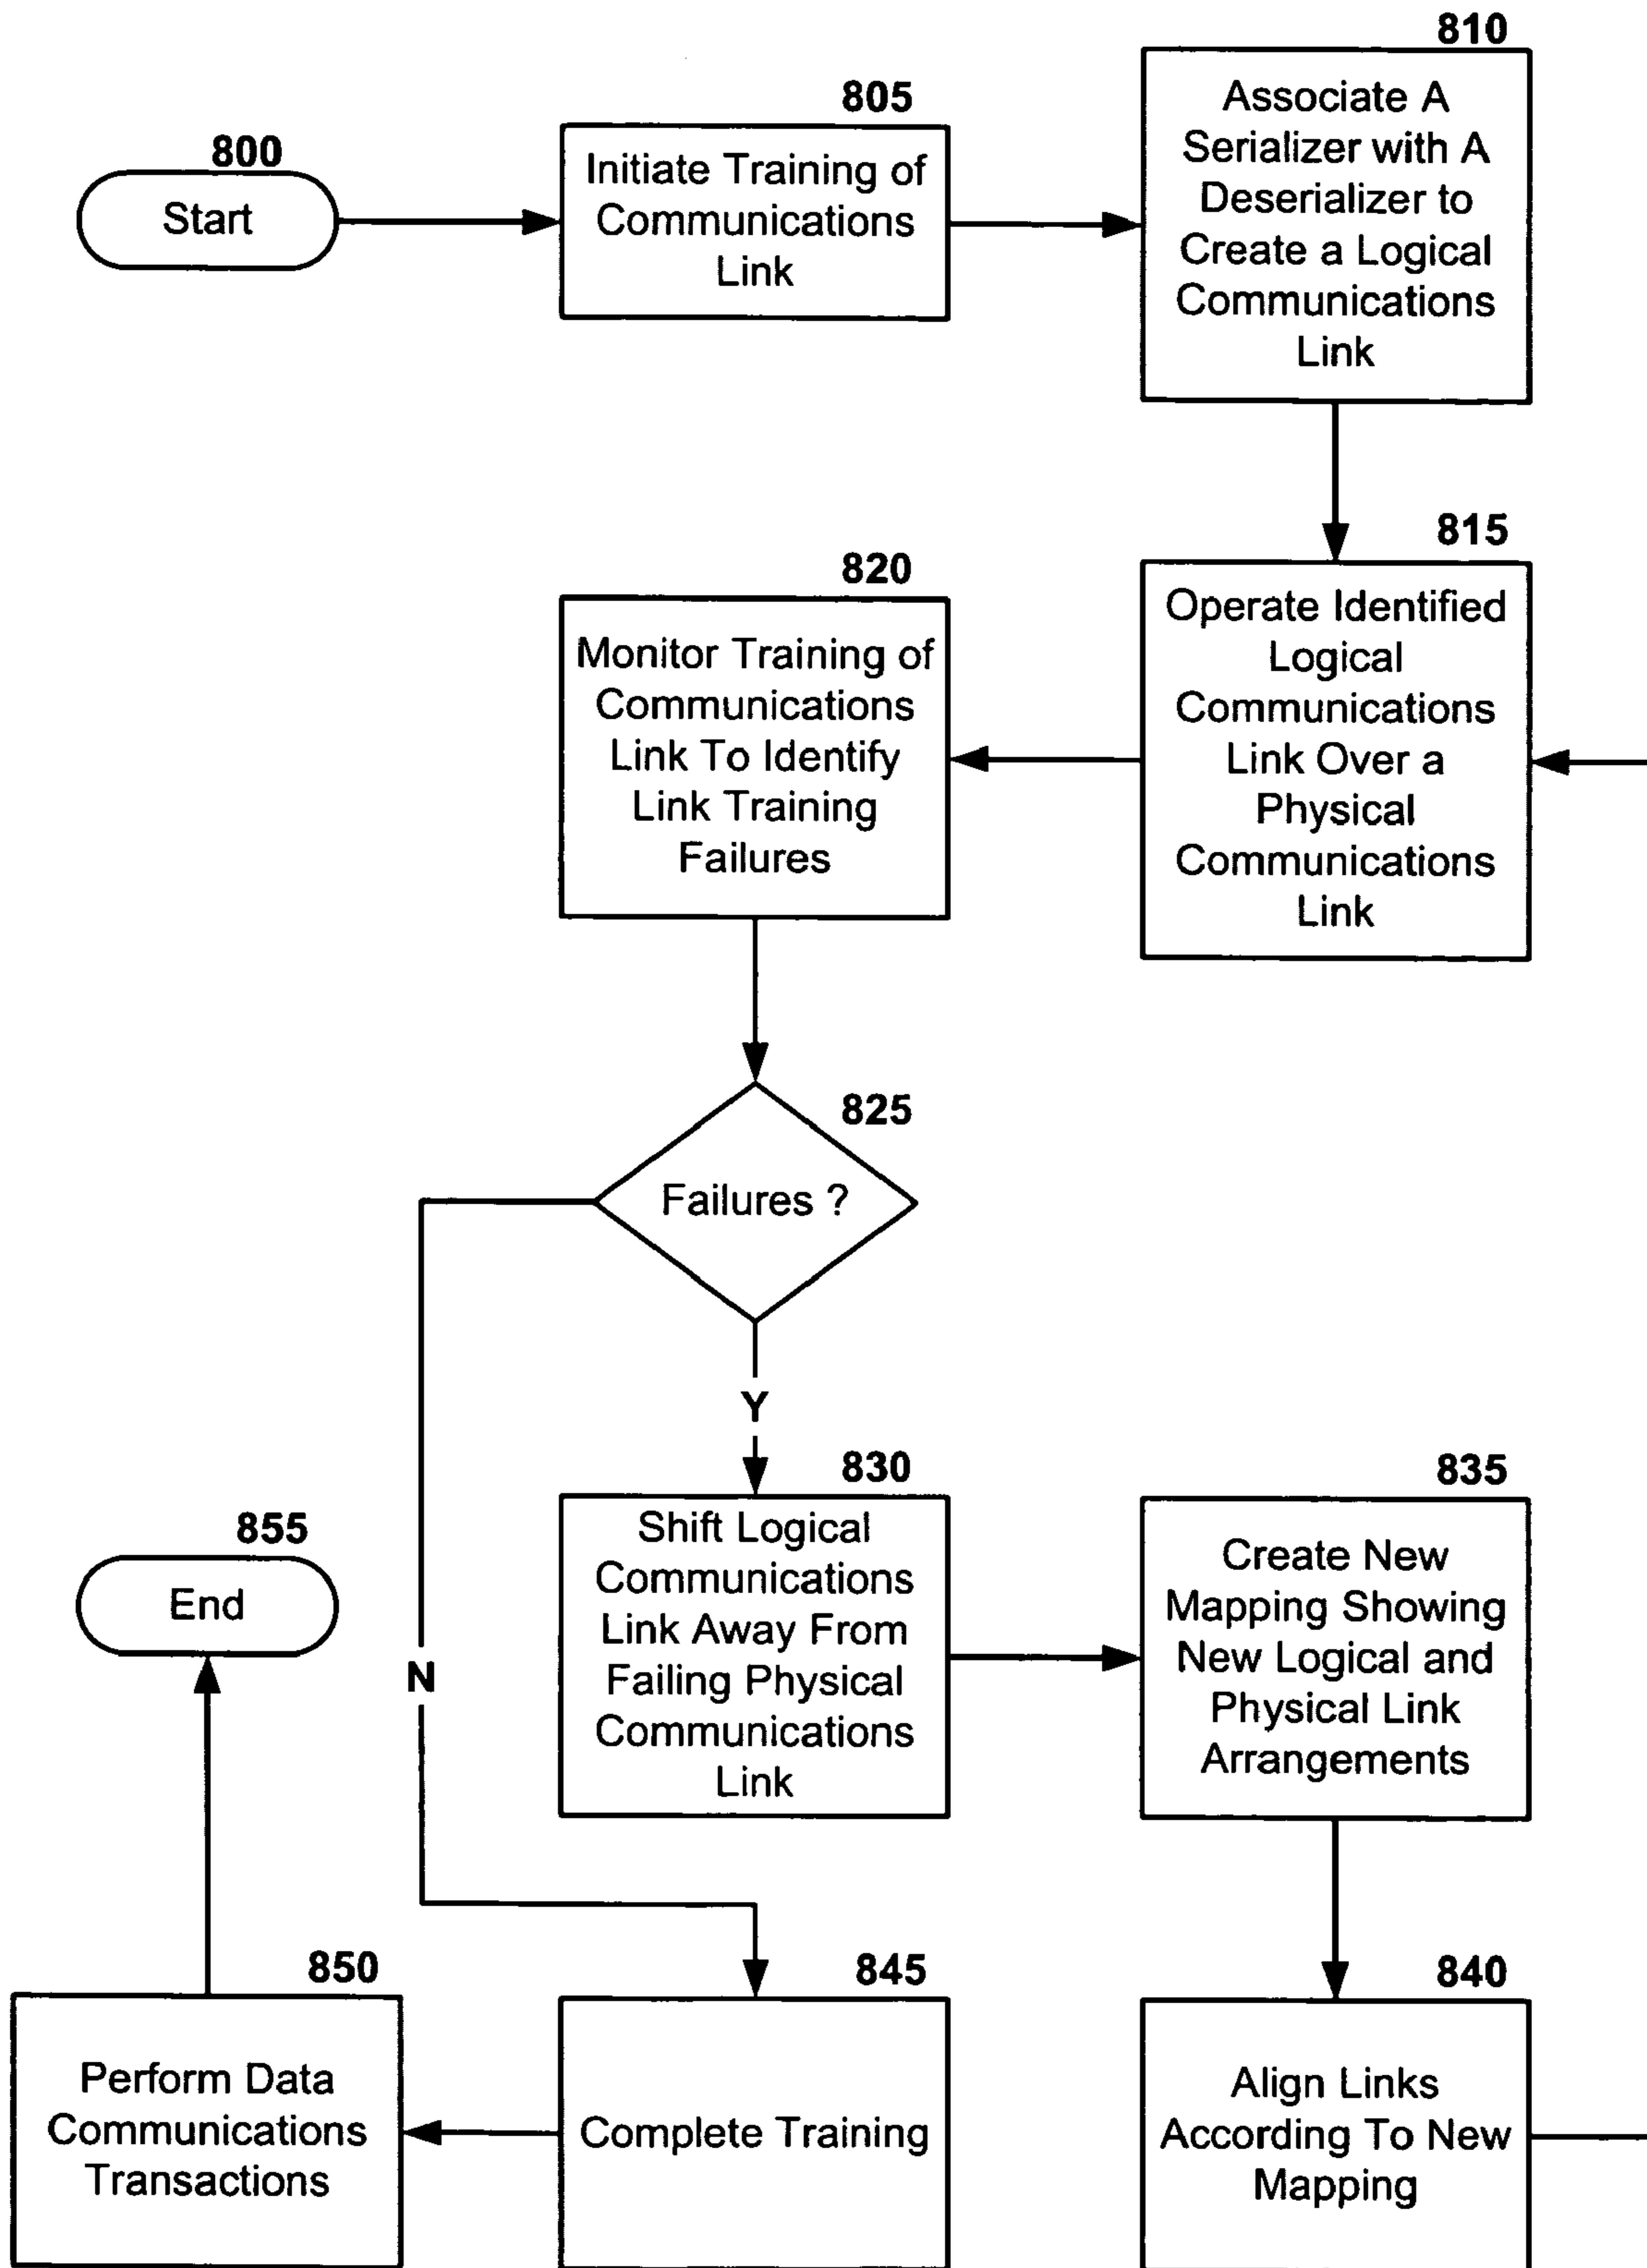 800
Start
805
Initiate Training of
Communications
Link
810
Associate A
Serializer with A
Deserializer to
Create a Logical
Communications
Link
815
Operate Identified
Logical
Communications
Link Over a
Physical
Communications
Link
820
Monitor Training of
Communications
Link To Identify
Link Training
Failures
825
Failures ?
Y
N
830
Shift Logical
Communications
Link Away From
Failing Physical
Communications
Link
835
Create New
Mapping Showing
New Logical and
Physical Link
Arrangements
840
Align Links
According To New
Mapping
845
Complete Training
850
Perform Data
Communications
Transactions
855
End